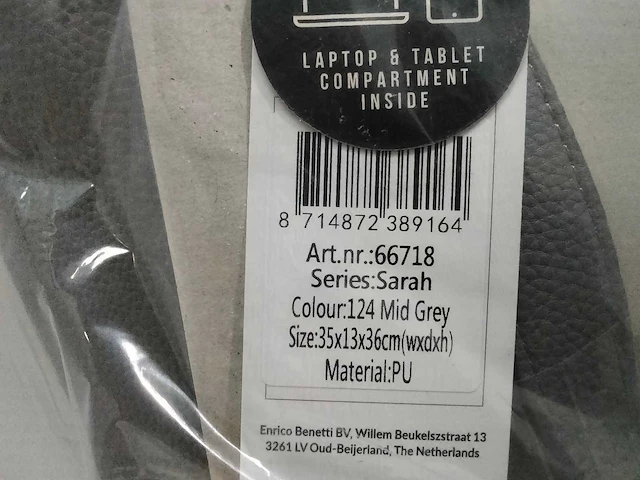 LAPTOP & TABLET
COMPARTMENT
INSIDE
8 714872 389164
Art.nr.:66718
Series:Sarah
Colour:124 Mid Grey
Size:35x13x36cm(wxdxh)
Material:PU
Enrico Benetti BV, Willem Beukelszstraat 13
3261 LV Oud-Beijerland, The Netherlands